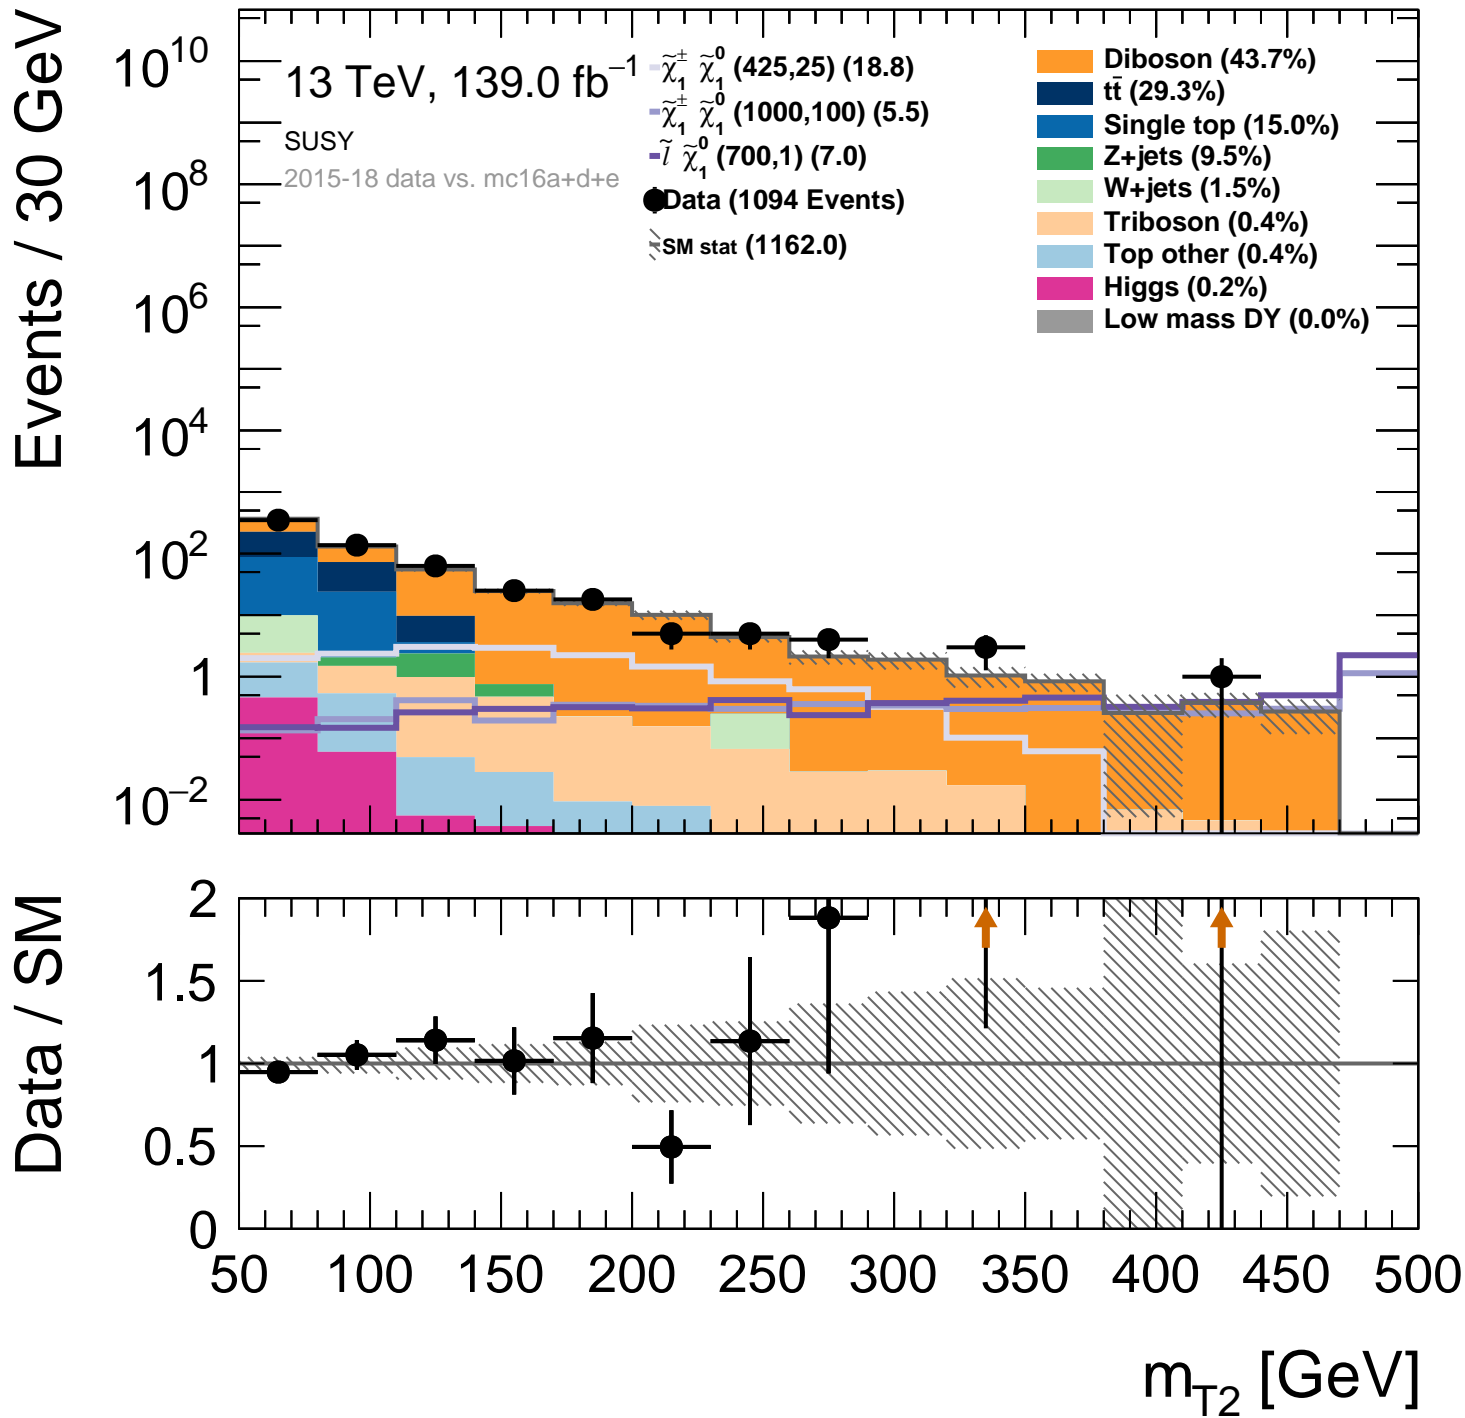 Events / 30 GeV
10¹⁰
10⁸
10⁶
10⁴
10²
1
10⁻²
13 TeV, 139.0 fb⁻¹
SUSY
2015-18 data vs. mc16a+d+e
χ̃₁± χ̃₁⁰ (425,25) (18.8)
χ̃₁± χ̃₁⁰ (1000,100) (5.5)
l̃ χ̃₁⁰ (700,1) (7.0)
Data (1094 Events)
SM stat (1162.0)
Diboson (43.7%)
tt̄ (29.3%)
Single top (15.0%)
Z+jets (9.5%)
W+jets (1.5%)
Triboson (0.4%)
Top other (0.4%)
Higgs (0.2%)
Low mass DY (0.0%)
Data / SM
2
1.5
1
0.5
0
50 100 150 200 250 300 350 400 450 500
m_T2 [GeV]